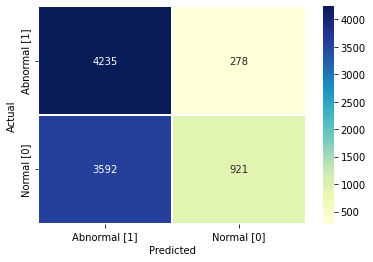 Actual
Abnormal [1]
Normal [0]
4235
278
3592
921
Abnormal [1]
Normal [0]
Predicted
4000
3500
3000
2500
2000
1500
1000
500